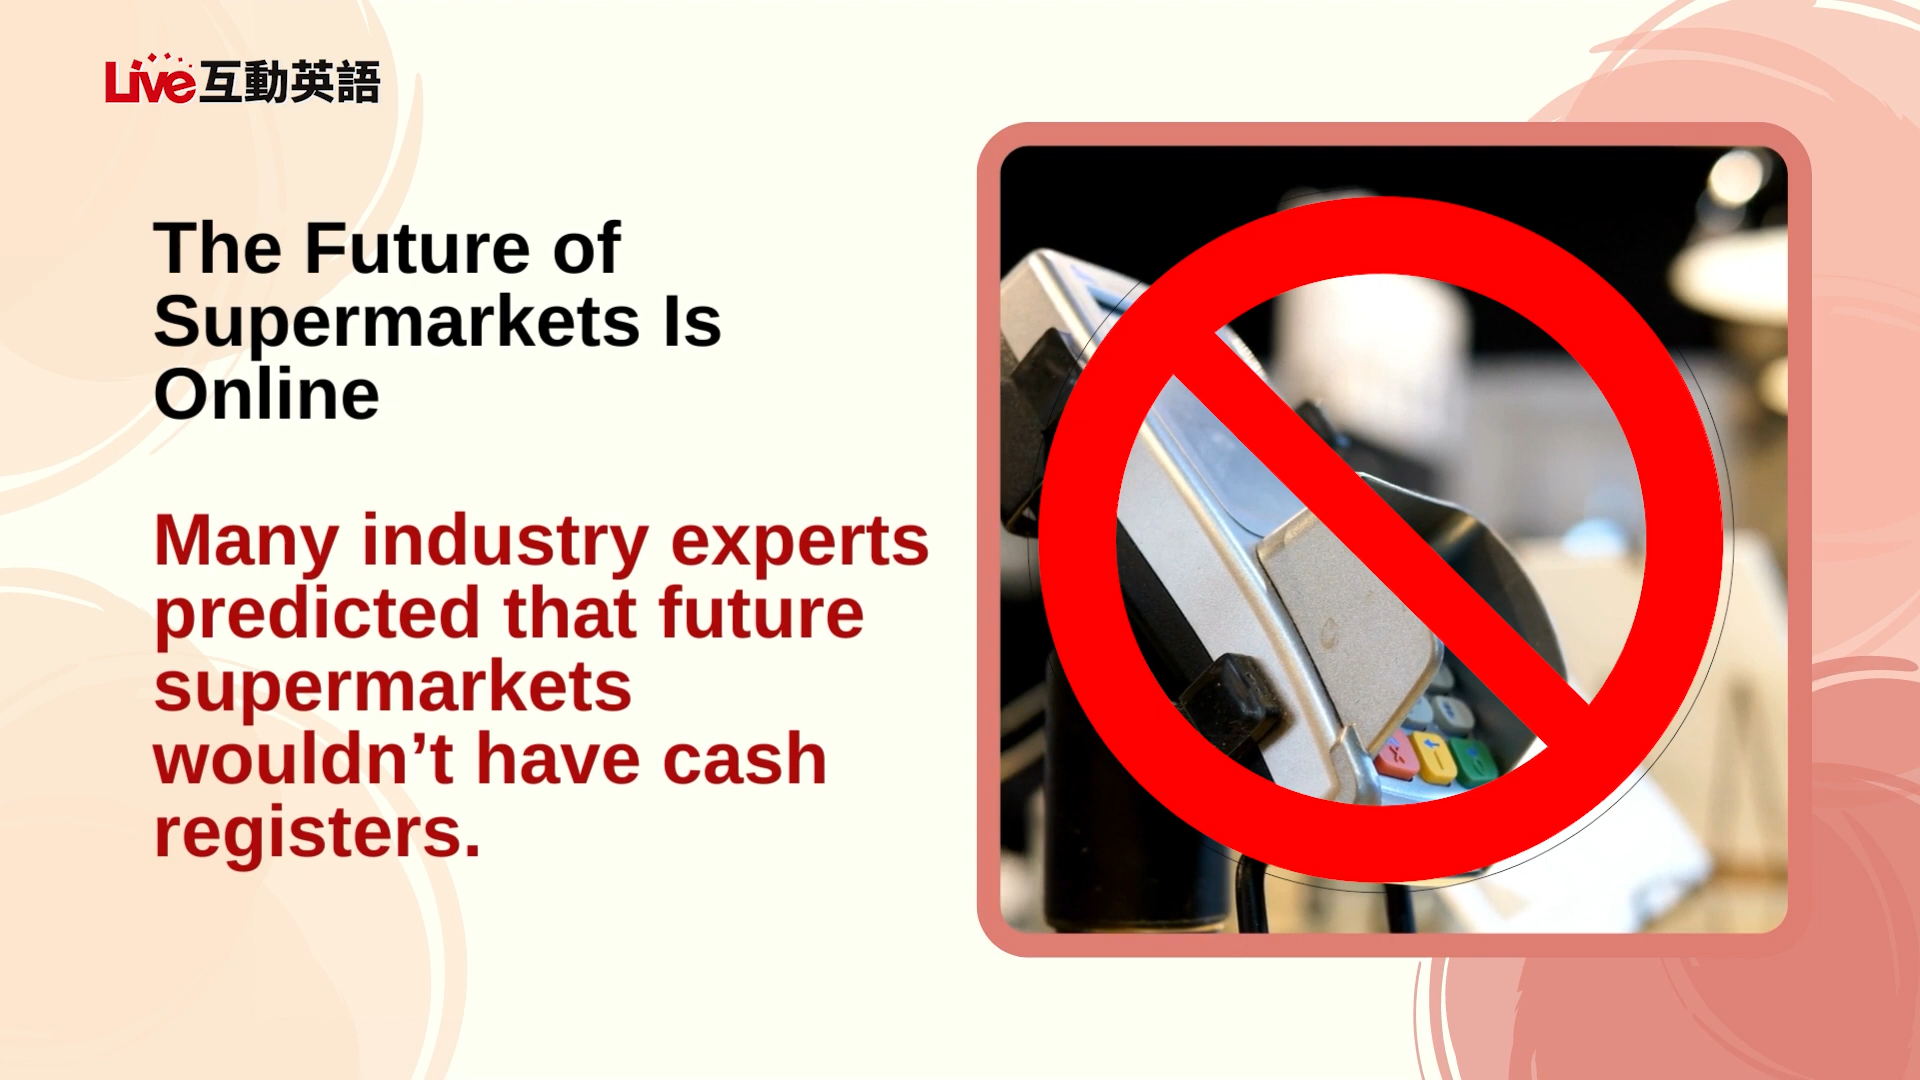 Live互動英語
The Future of
Supermarkets Is
Online
Many industry experts
predicted that future
supermarkets
wouldn’t have cash
registers.